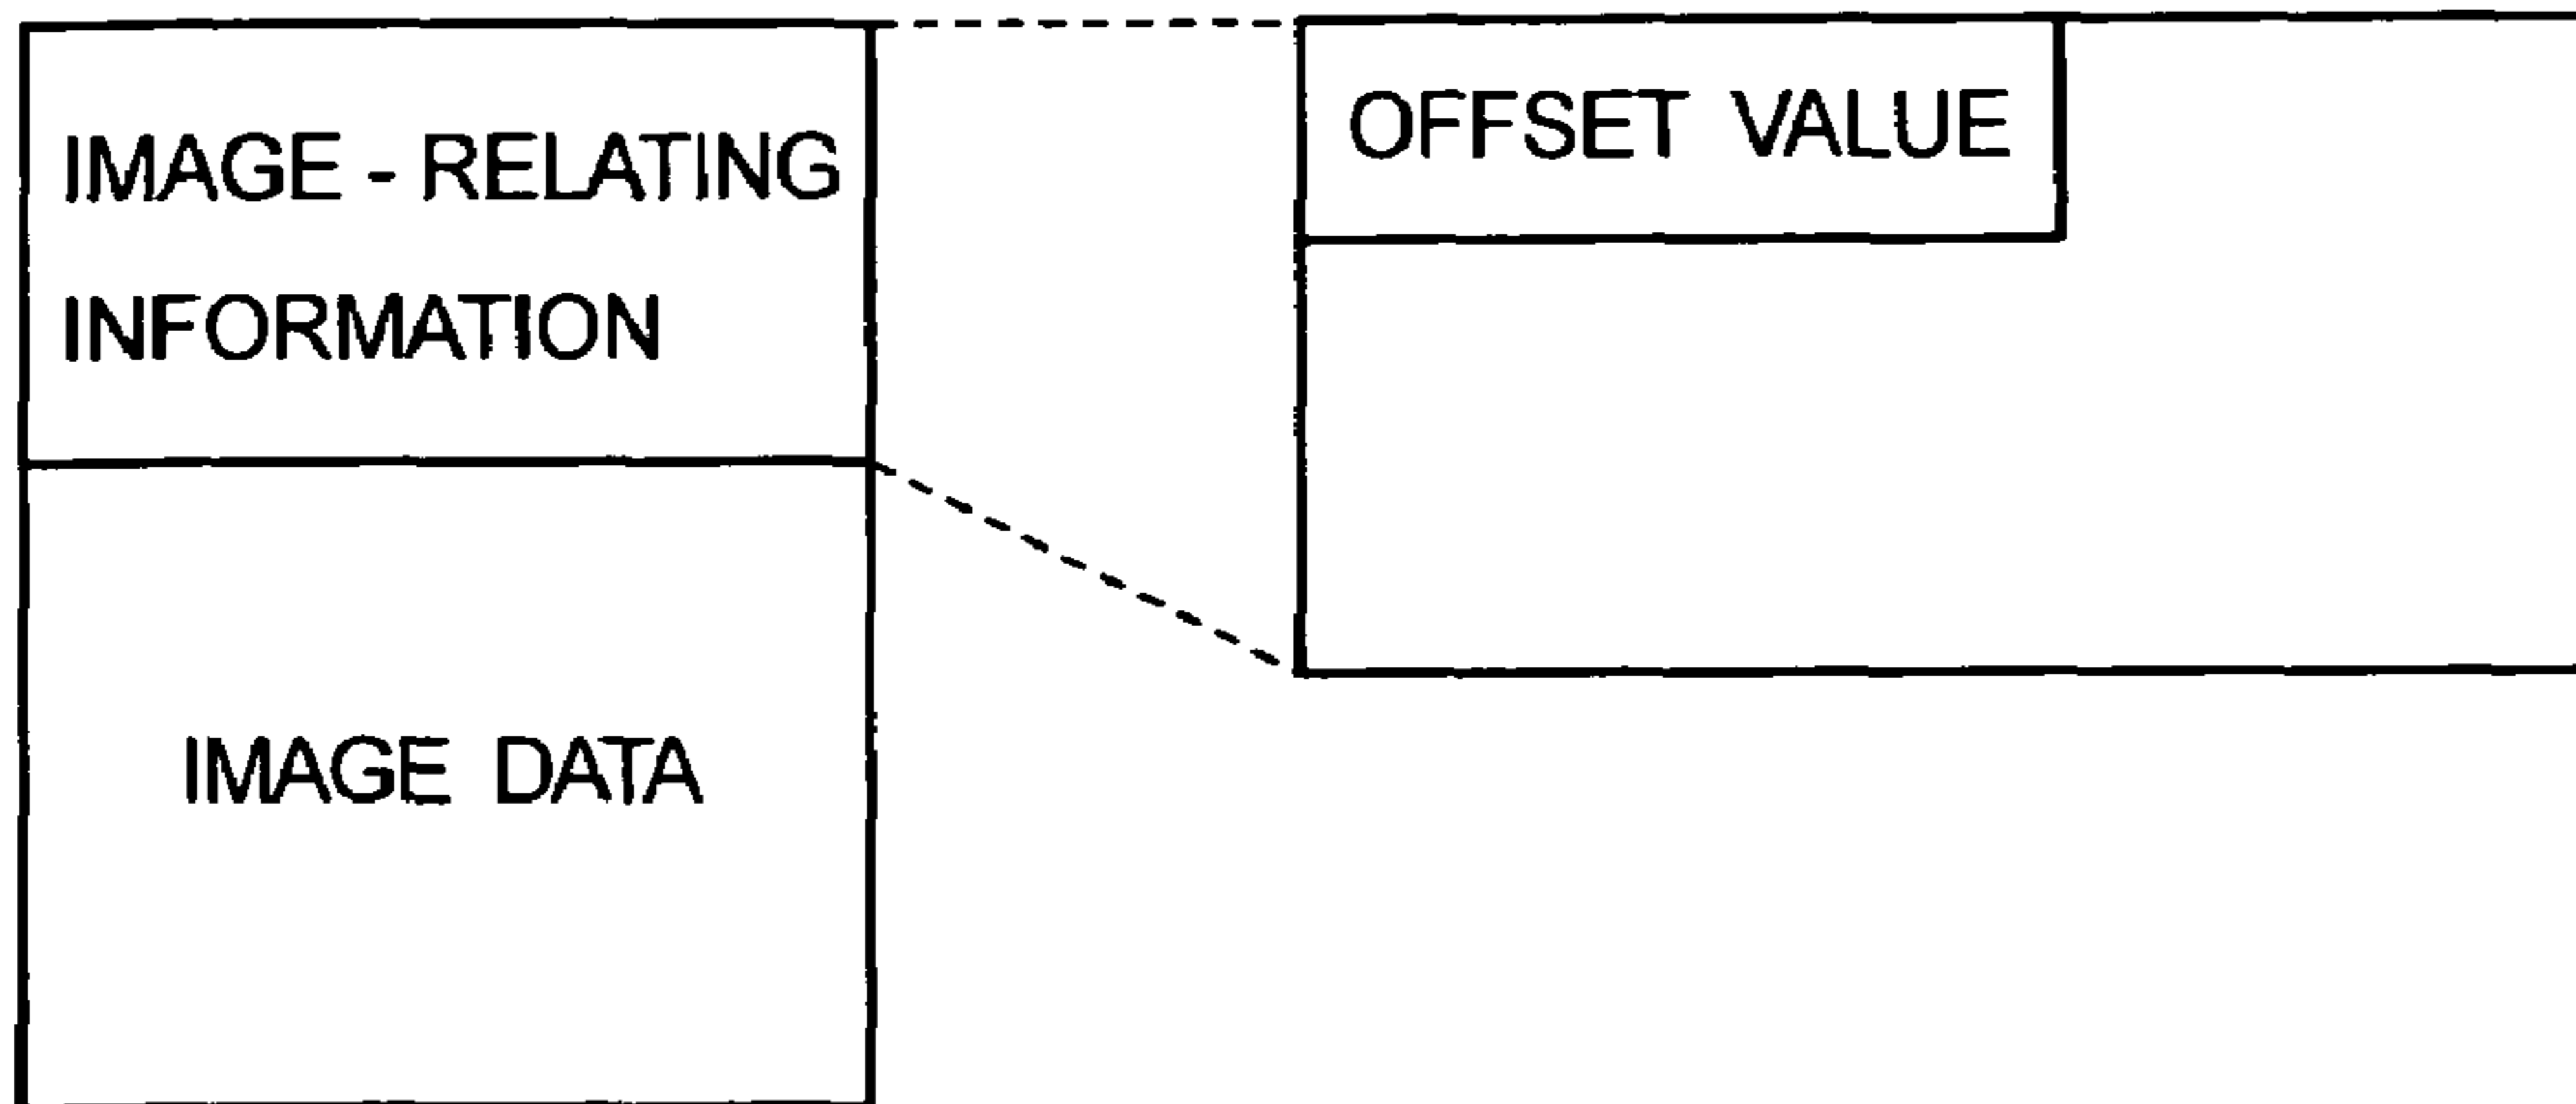 IMAGE - RELATING
INFORMATION
IMAGE DATA
OFFSET VALUE